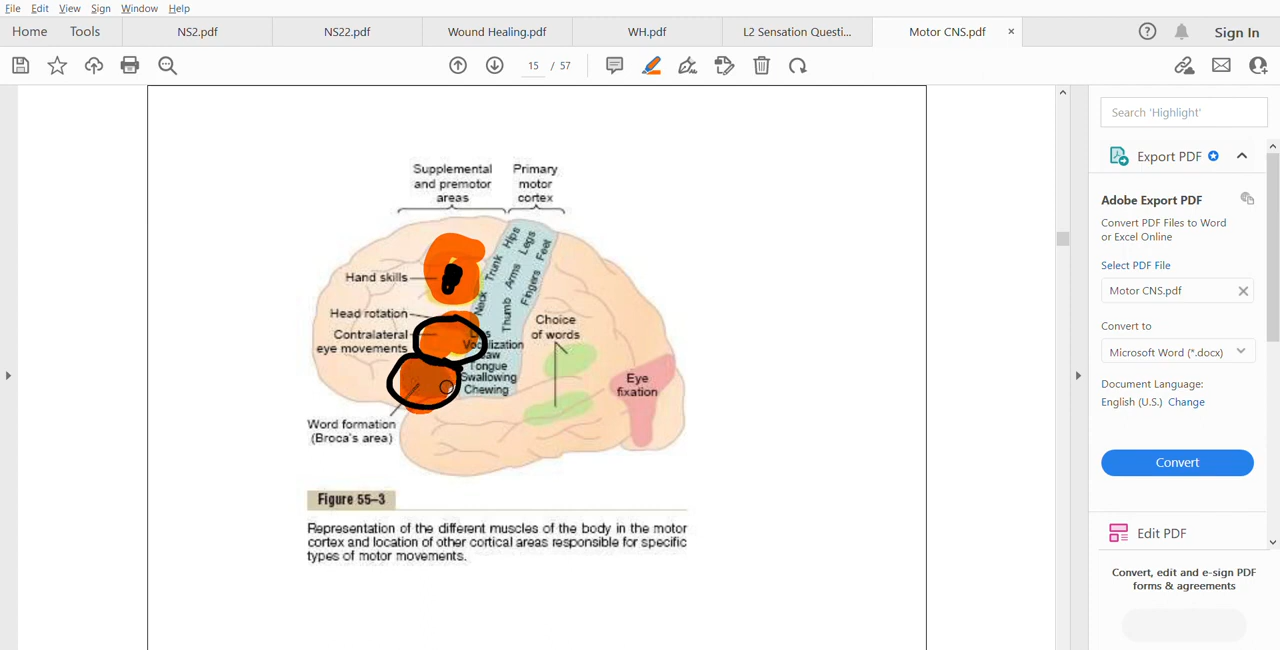 File Edit View Sign Window Help
Home Tools NS2.pdf NS22.pdf Wound Healing.pdf WH.pdf L2 Sensation Questi... Motor CNS.pdf × Sign In
15 / 57
Search 'Highlight'
Export PDF
Adobe Export PDF
Convert PDF Files to Word
or Excel Online
Select PDF File
Motor CNS.pdf
Convert to
Microsoft Word (*.docx)
Document Language:
English (U.S.) Change
Convert
Edit PDF
Convert, edit and e-sign PDF
forms & agreements
Supplemental
and premotor
areas
Primary
motor
cortex
Hand skills
Head rotation
Contralateral
eye movements
Word formation
(Broca's area)
Hips
Legs
Feet
Trunk
Arms
Fingers
Neck
Thumb
Vocalization
Tongue
Swallowing
Chewing
Choice
of words
Eye
fixation
Figure 55–3
Representation of the different muscles of the body in the motor
cortex and location of other cortical areas responsible for specific
types of motor movements.